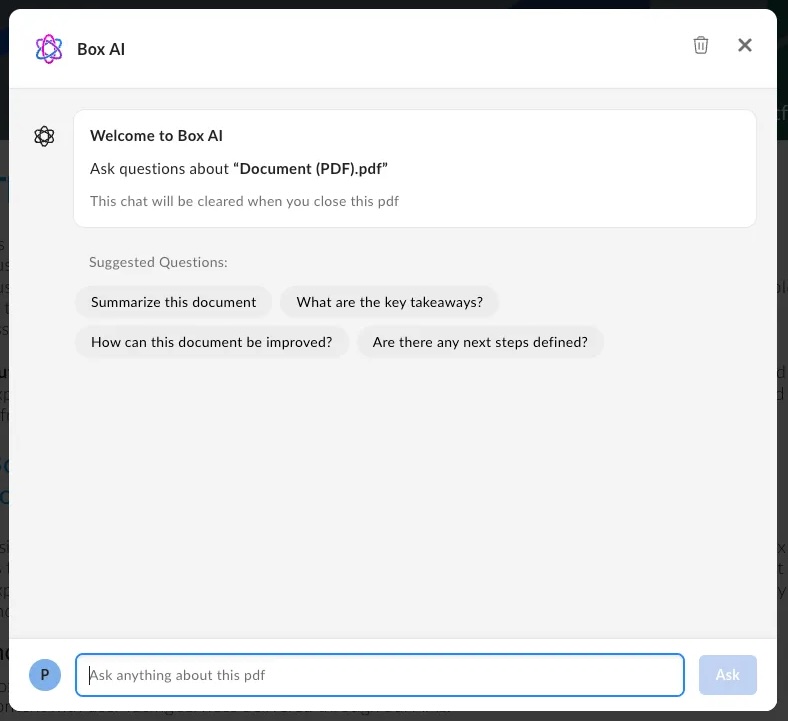 Box AI
Welcome to Box AI
Ask questions about “Document (PDF).pdf”
This chat will be cleared when you close this pdf
Suggested Questions:
Summarize this document
What are the key takeaways?
How can this document be improved?
Are there any next steps defined?
P
Ask anything about this pdf
Ask